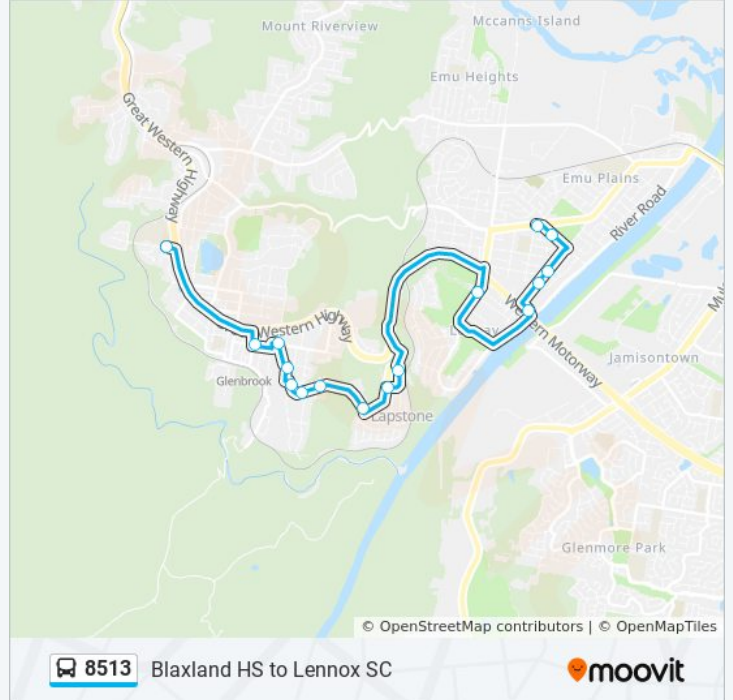 Mount Riverview
Mccanns Island
Emu Heights
Great Western
Highway
Emu Plains
River Road
Western Highway
Western Motorway
Jamisontown
Glenbrook
Lapstone
Glenmore Park
© OpenStreetMap contributors | © OpenMapTiles
8513 Blaxland HS to Lennox SC
moovit